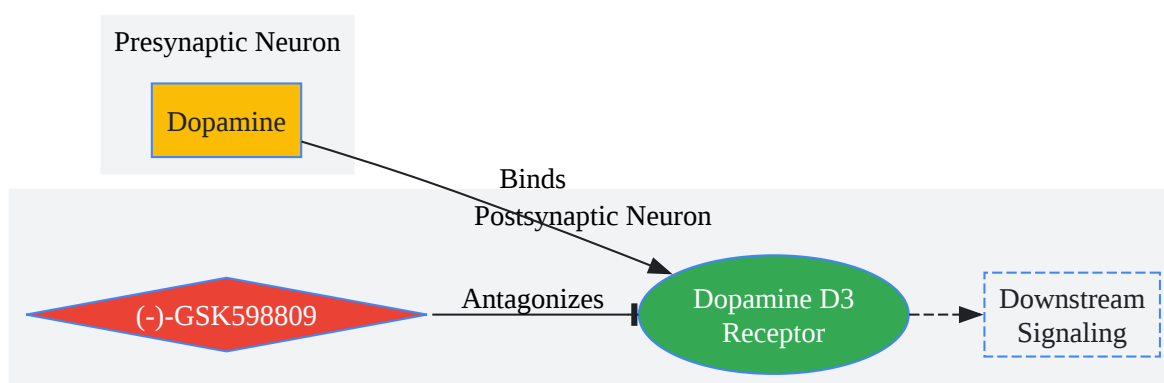 Presynaptic Neuron
Dopamine
Binds
Postsynaptic Neuron
(-)-GSK598809
Antagonizes
Dopamine D3
Receptor
Downstream
Signaling